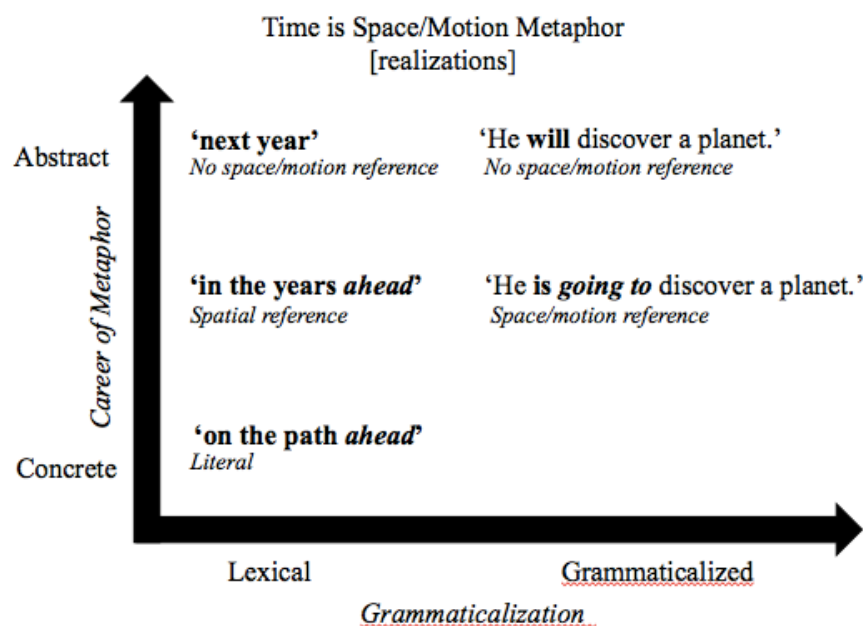 Time is Space/Motion Metaphor
[realizations]
Abstract
‘next year’
No space/motion reference
‘He will discover a planet.’
No space/motion reference
Career of Metaphor
‘in the years ahead’
Spatial reference
‘He is going to discover a planet.’
Space/motion reference
‘on the path ahead’
Literal
Concrete
Lexical
Grammaticalized
Grammaticalization